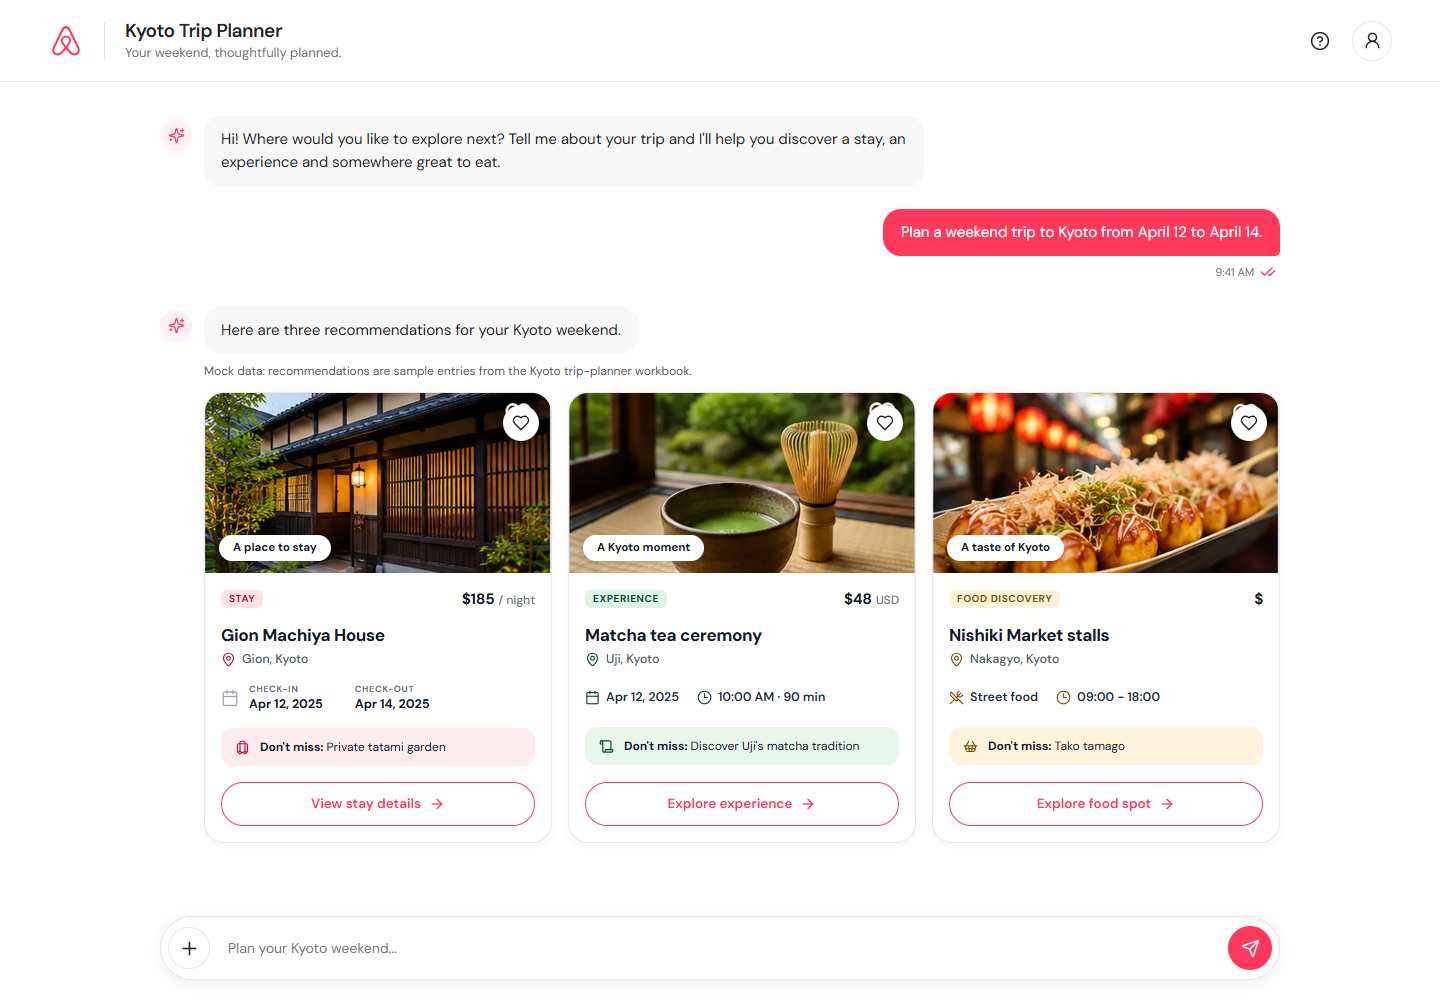 Kyoto Trip Planner
Your weekend, thoughtfully planned.
Hi! Where would you like to explore next? Tell me about your trip and I'll help you discover a stay, an
experience and somewhere great to eat.
Plan a weekend trip to Kyoto from April 12 to April 14.
9:41 AM
Here are three recommendations for your Kyoto weekend.
Mock data: recommendations are sample entries from the Kyoto trip-planner workbook.
A place to stay
STAY
$185 / night
Gion Machiya House
Gion, Kyoto
CHECK-IN
Apr 12, 2025
CHECK-OUT
Apr 14, 2025
Don't miss: Private tatami garden
View stay details
A Kyoto moment
EXPERIENCE
$48 USD
Matcha tea ceremony
Uji, Kyoto
Apr 12, 2025
10:00 AM · 90 min
Don't miss: Discover Uji's matcha tradition
Explore experience
A taste of Kyoto
FOOD DISCOVERY
$
Nishiki Market stalls
Nakagyo, Kyoto
Street food
09:00 - 18:00
Don't miss: Tako tamago
Explore food spot
Plan your Kyoto weekend...